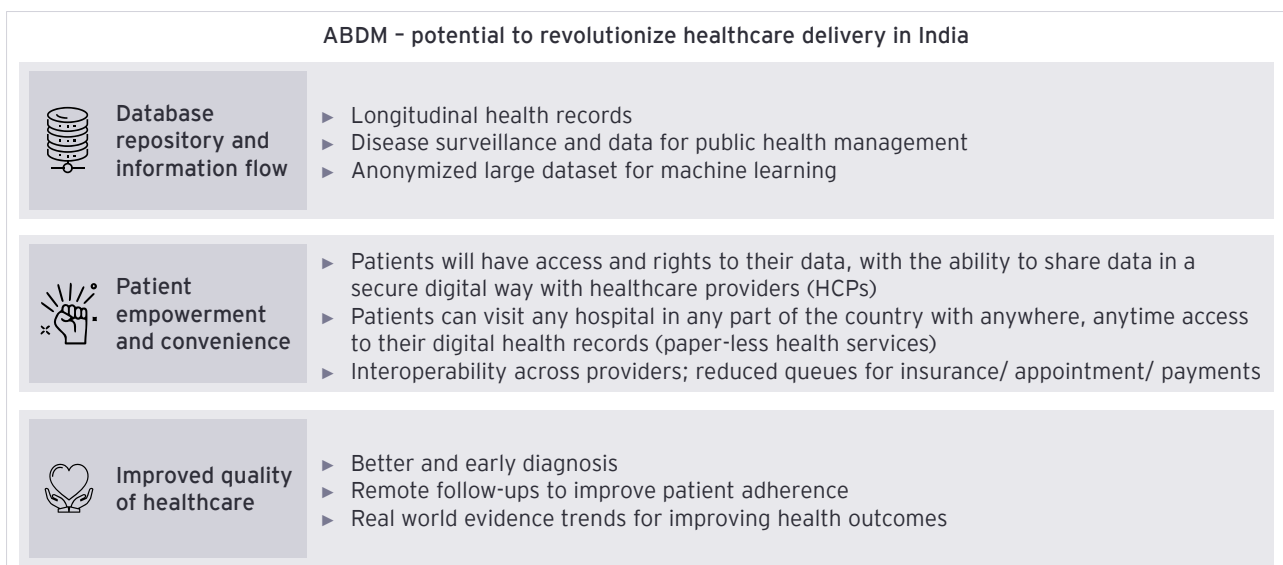 ABDM – potential to revolutionize healthcare delivery in India
Database
repository and
information flow
► Longitudinal health records
► Disease surveillance and data for public health management
► Anonymized large dataset for machine learning
Patient
empowerment
and convenience
► Patients will have access and rights to their data, with the ability to share data in a
secure digital way with healthcare providers (HCPs)
► Patients can visit any hospital in any part of the country with anywhere, anytime access
to their digital health records (paper-less health services)
► Interoperability across providers; reduced queues for insurance/ appointment/ payments
Improved quality
of healthcare
► Better and early diagnosis
► Remote follow-ups to improve patient adherence
► Real world evidence trends for improving health outcomes